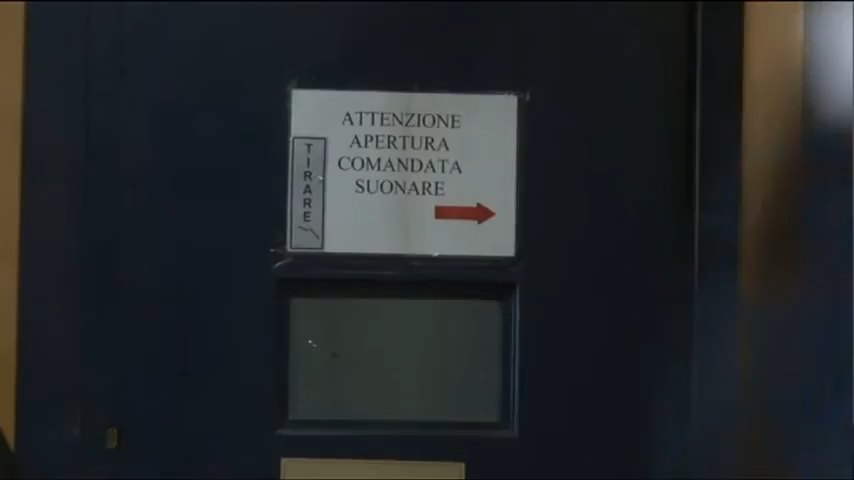 ATTENZIONE
APERTURA
COMANDATA
SUONARE
TIRARE